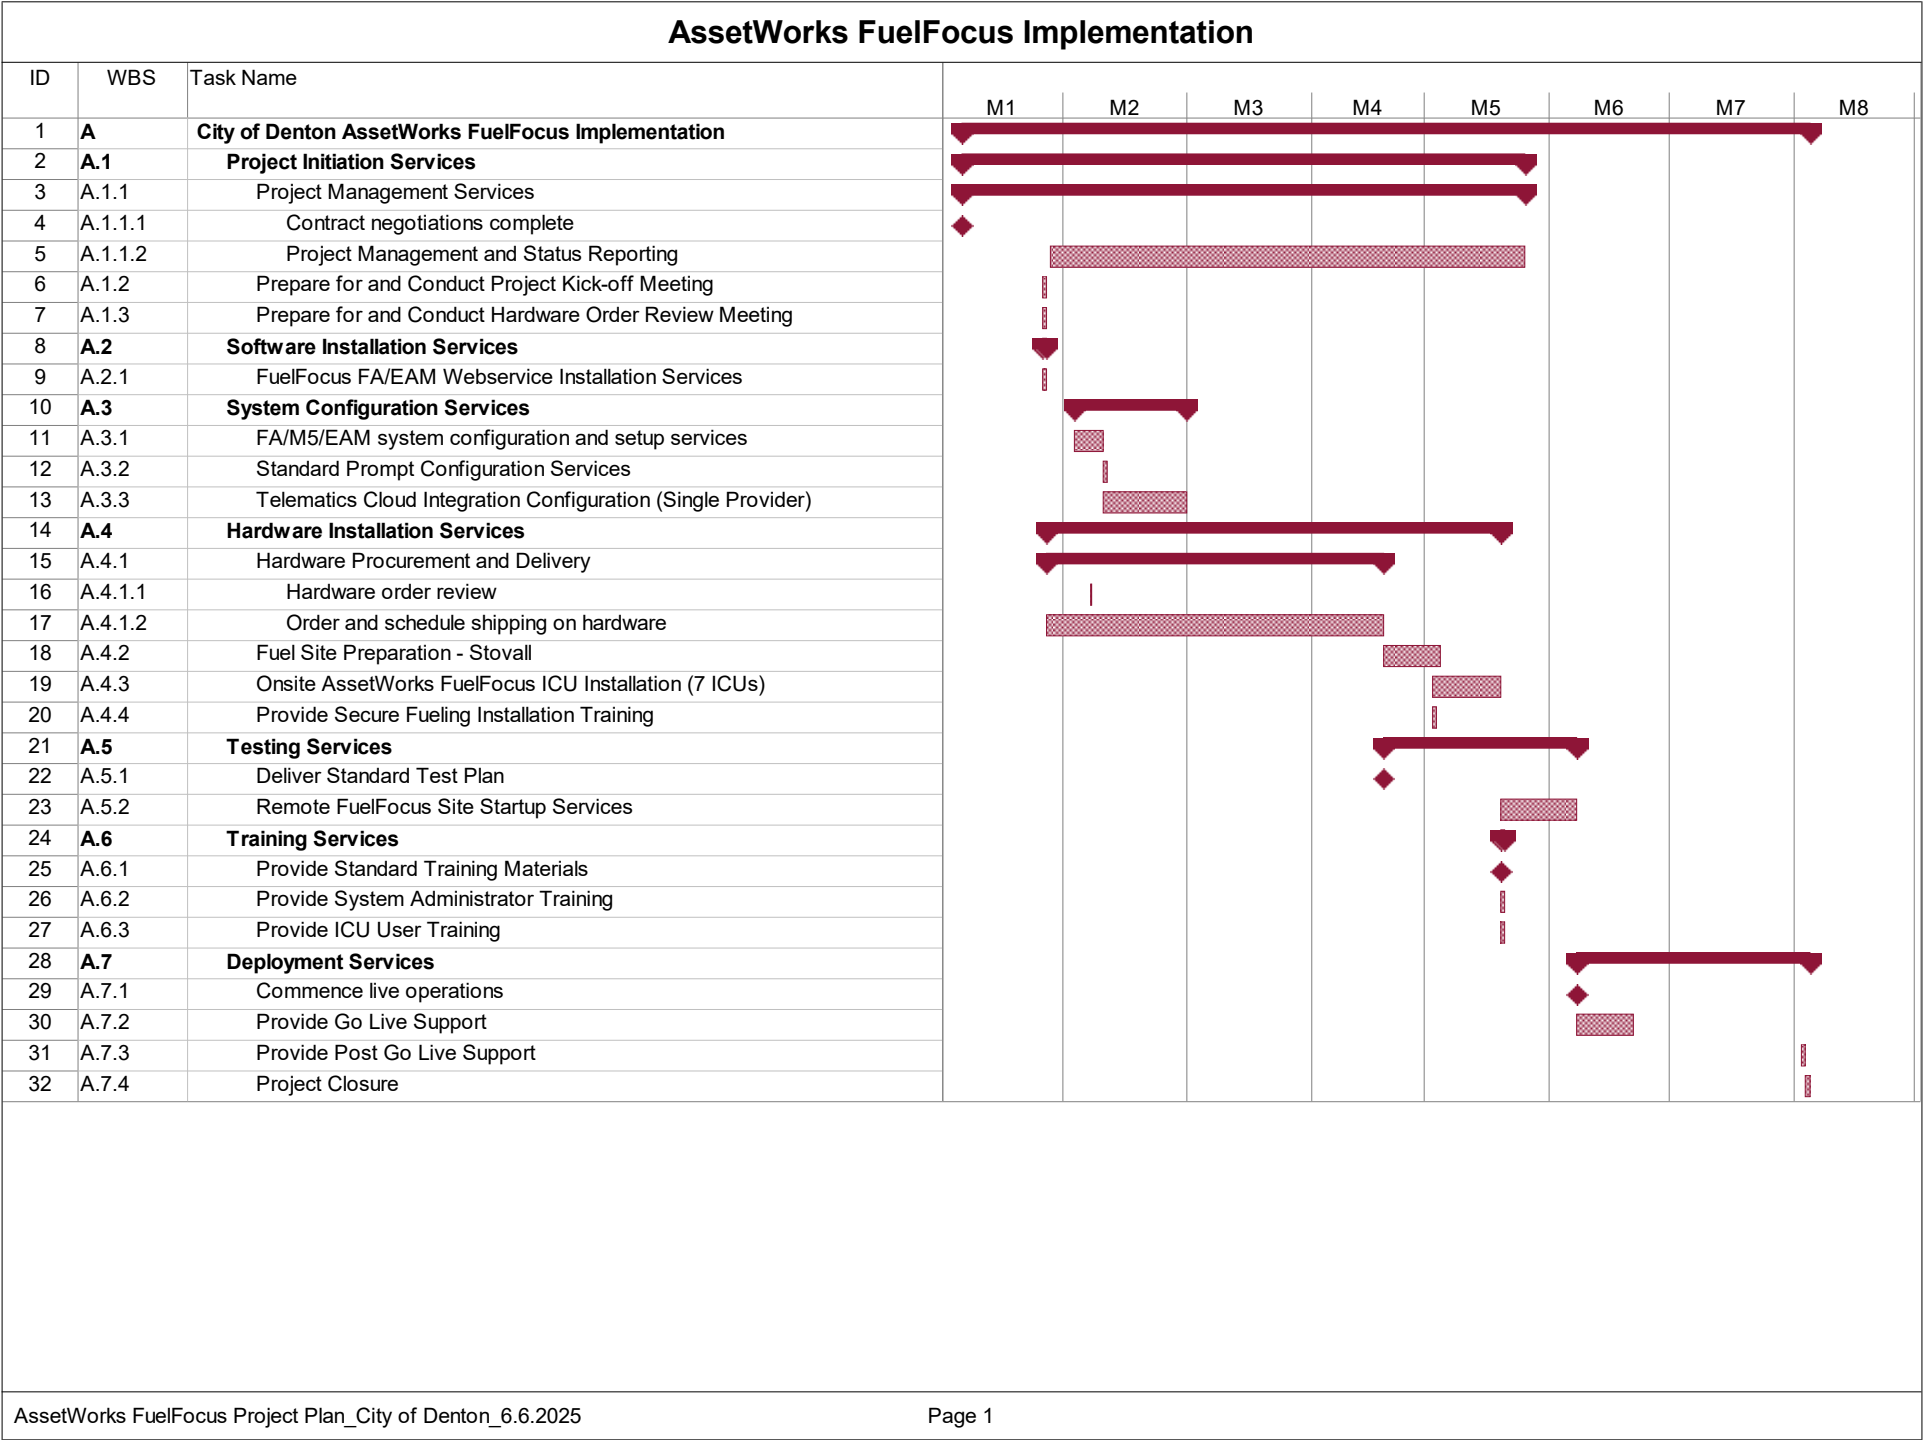 AssetWorks FuelFocus Implementation
ID WBS Task Name
M1 M2 M3 M4 M5 M6 M7 M8
1 A City of Denton AssetWorks FuelFocus Implementation
2 A.1 Project Initiation Services
3 A.1.1 Project Management Services
4 A.1.1.1 Contract negotiations complete
5 A.1.1.2 Project Management and Status Reporting
6 A.1.2 Prepare for and Conduct Project Kick-off Meeting
7 A.1.3 Prepare for and Conduct Hardware Order Review Meeting
8 A.2 Software Installation Services
9 A.2.1 FuelFocus FA/EAM Webservice Installation Services
10 A.3 System Configuration Services
11 A.3.1 FA/M5/EAM system configuration and setup services
12 A.3.2 Standard Prompt Configuration Services
13 A.3.3 Telematics Cloud Integration Configuration (Single Provider)
14 A.4 Hardware Installation Services
15 A.4.1 Hardware Procurement and Delivery
16 A.4.1.1 Hardware order review
17 A.4.1.2 Order and schedule shipping on hardware
18 A.4.2 Fuel Site Preparation - Stovall
19 A.4.3 Onsite AssetWorks FuelFocus ICU Installation (7 ICUs)
20 A.4.4 Provide Secure Fueling Installation Training
21 A.5 Testing Services
22 A.5.1 Deliver Standard Test Plan
23 A.5.2 Remote FuelFocus Site Startup Services
24 A.6 Training Services
25 A.6.1 Provide Standard Training Materials
26 A.6.2 Provide System Administrator Training
27 A.6.3 Provide ICU User Training
28 A.7 Deployment Services
29 A.7.1 Commence live operations
30 A.7.2 Provide Go Live Support
31 A.7.3 Provide Post Go Live Support
32 A.7.4 Project Closure
AssetWorks FuelFocus Project Plan_City of Denton_6.6.2025 Page 1